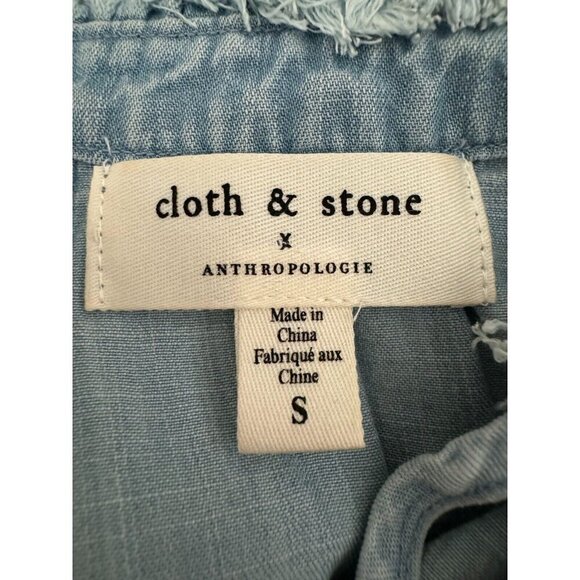 cloth & stone
x
ANTHROPOLOGIE
Made in
China
Fabriqué aux
Chine
S